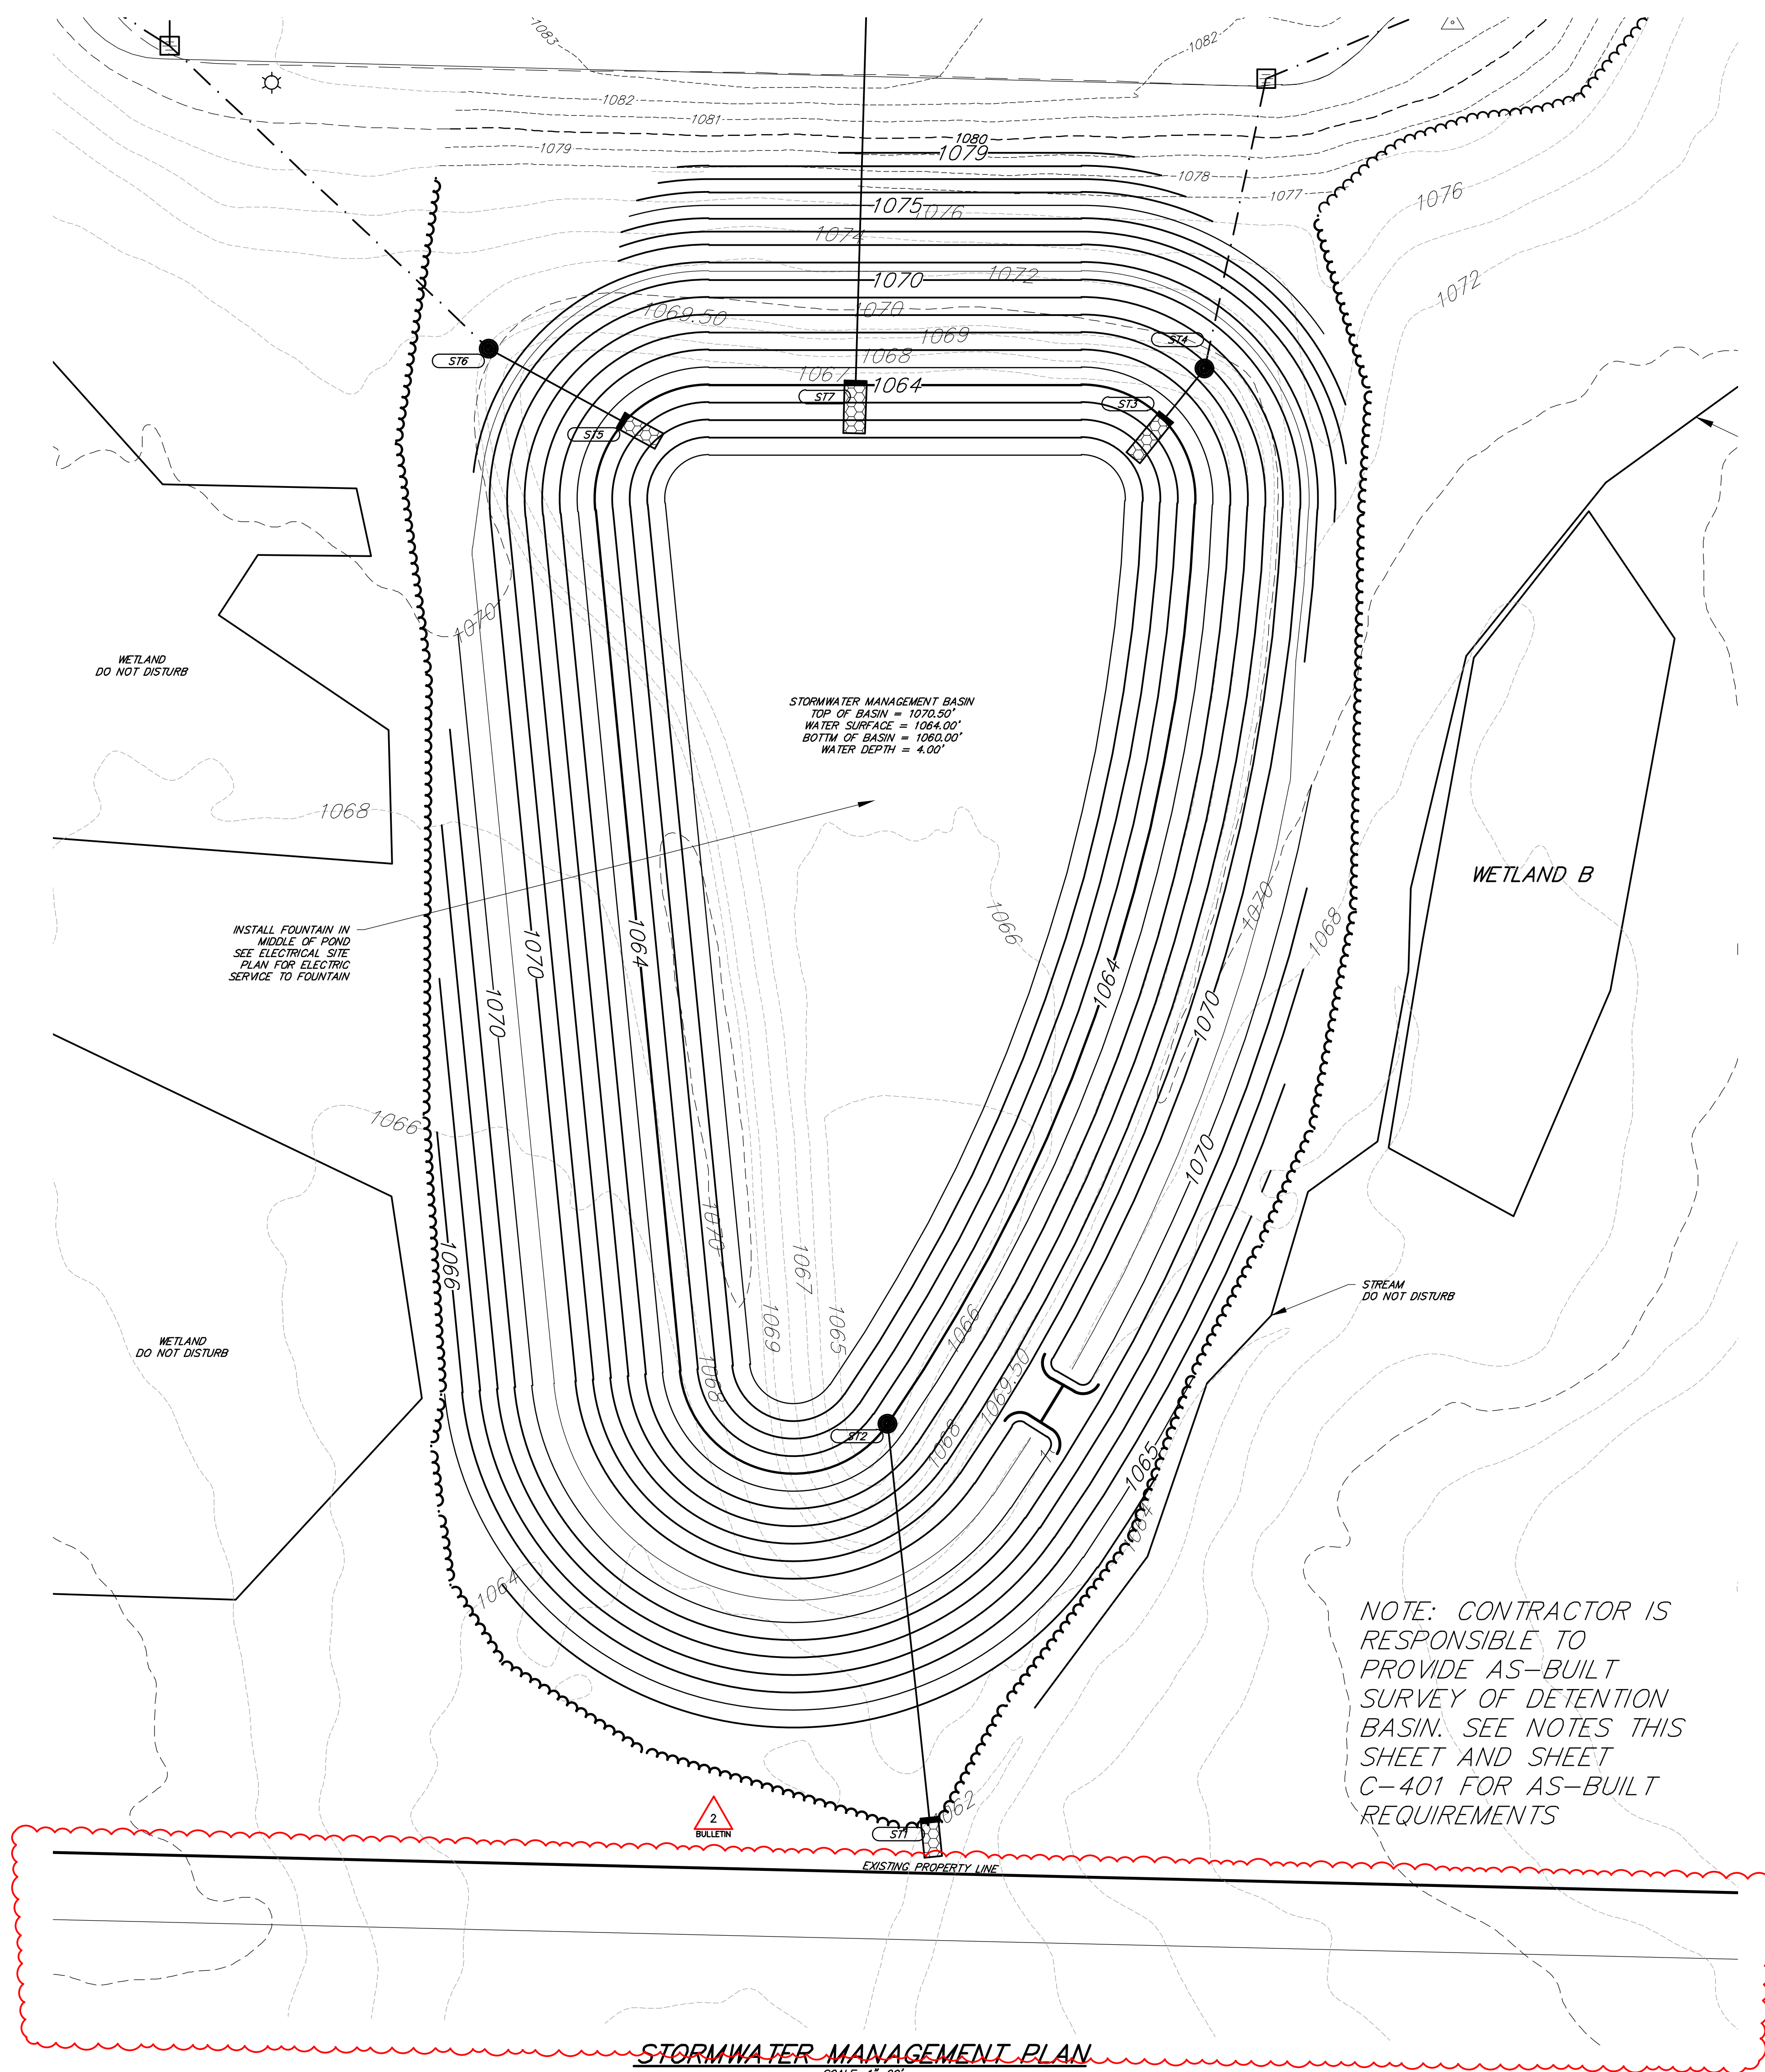 1083
1082
1082
1081
1080
1079
1079
1078
1077
1076
1075
1076
1074
1072
1072
1070
1069.50
1070
1069
1068
1067
1064
ST6
ST4
ST7
ST3
ST5
1070
WETLAND
DO NOT DISTURB
STORMWATER MANAGEMENT BASIN
TOP OF BASIN = 1070.50'
WATER SURFACE = 1064.00'
BOTTM OF BASIN = 1060.00'
WATER DEPTH = 4.00'
1068
WETLAND B
INSTALL FOUNTAIN IN
MIDDLE OF POND
SEE ELECTRICAL SITE
PLAN FOR ELECTRIC
SERVICE TO FOUNTAIN
1070
1070
1064
1066
1064
1070
1070
1068
1066
1070
1066
1070
1067
1069
1065
1068
1066
1069.50
1068
STREAM
DO NOT DISTURB
WETLAND
DO NOT DISTURB
ST2
1065
1064
1064
NOTE: CONTRACTOR IS
RESPONSIBLE TO
PROVIDE AS-BUILT
SURVEY OF DETENTION
BASIN. SEE NOTES THIS
SHEET AND SHEET
C-401 FOR AS-BUILT
REQUIREMENTS
2
BULLETIN
1062
ST1
EXISTING PROPERTY LINE
STORMWATER MANAGEMENT PLAN